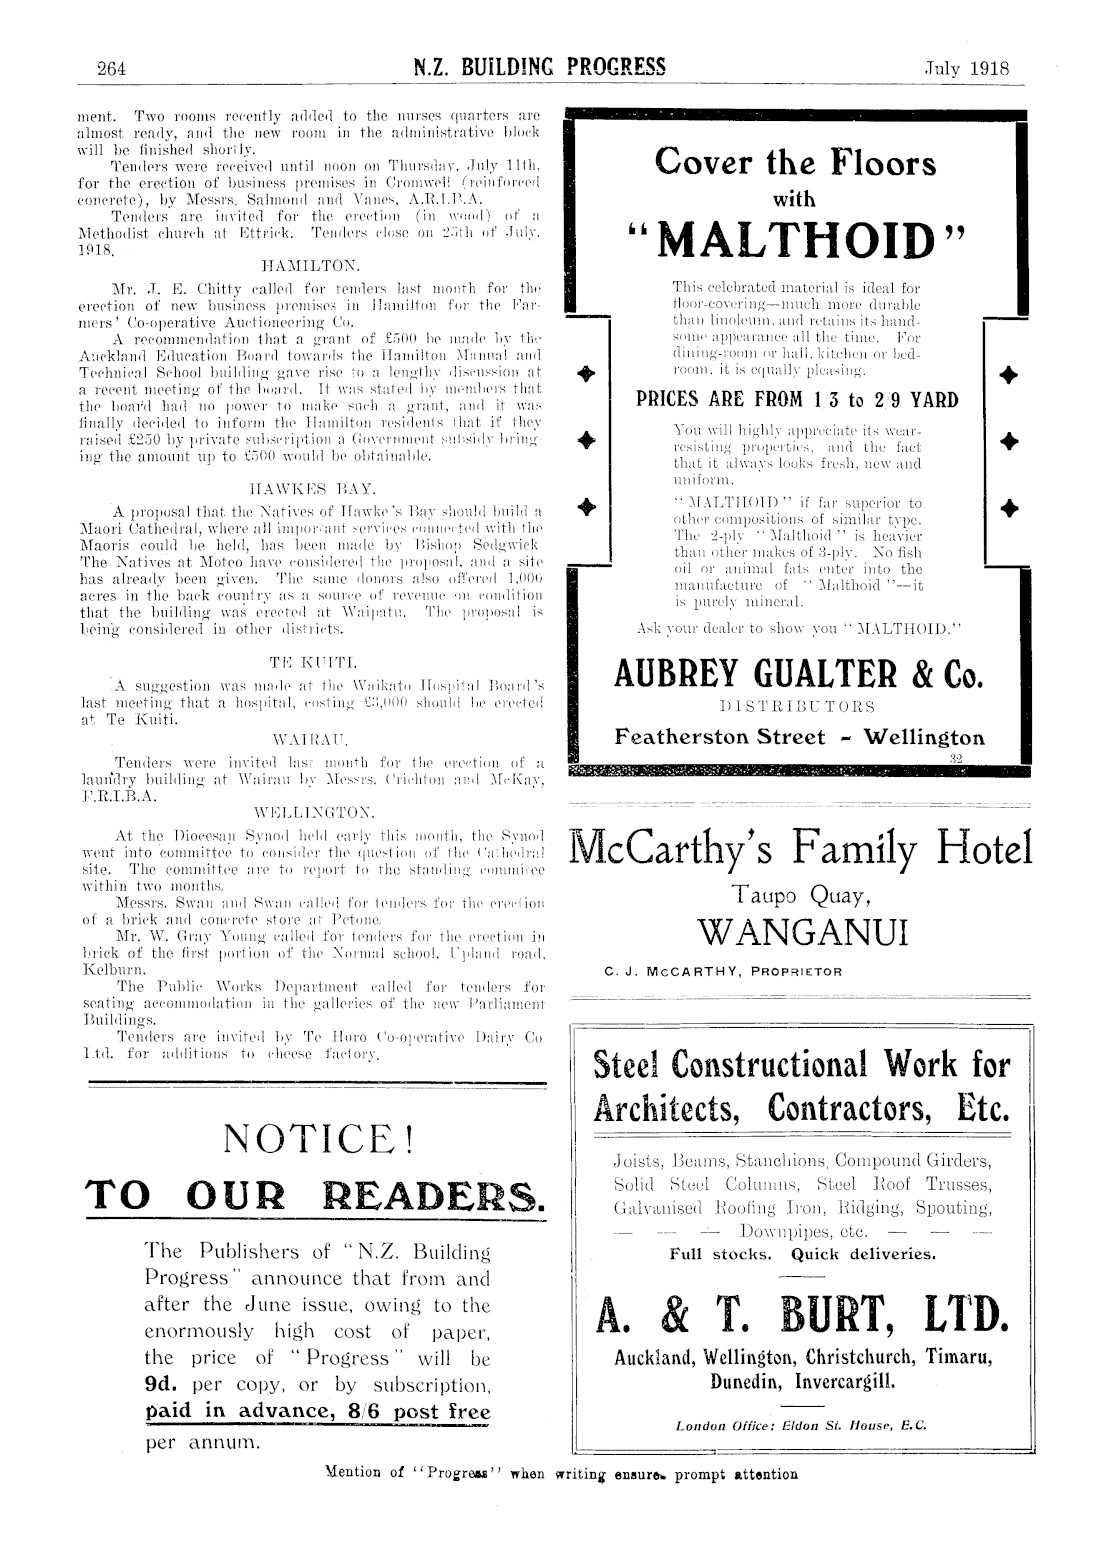 264
N.Z. BUILDING PROGRESS
July 1918
ment. Two rooms recently added to the nurses quarters are
almost ready, and the new room in the administrative block
will be finished shortly.
Tenders were received until noon on Thursday, July 11th,
for the erection of business premises in Cromwell (reinforced
concrete), by Messrs. Salmond and Vanes, A.R.I.B.A.
Tenders are invited for the erection (in wood) of a
Methodist church at Ettrick. Tenders close on 25th of July,
1918.
HAMILTON.
Mr. J. E. Chitty called for tenders last month for the
erection of new business premises in Hamilton for the Far-
mers' Co-operative Auctioneering Co.
A recommendation that a grant of £500 be made by the
Auckland Education Board towards the Hamilton Manual and
Technical School building gave rise to a lengthy discussion at
a recent meeting of the board. It was stated by members that
the board had no power to make such a grant, and it was
finally decided to inform the Hamilton residents that if they
raised £250 by private subscription a Government subsidy bring-
ing the amount up to £500 would be obtainable.
HAWKES BAY.
A proposal that the Natives of Hawke's Bay should build a
Maori Cathedral, where all important services connected with the
Maoris could be held, has been made by Bishop Sedgwick
The Natives at Moteo have considered the proposal, and a site
has already been given. The same donors also offered 1,000
acres in the back country as a source of revenue on condition
that the building was erected at Waipatu. The proposal is
being considered in other districts.
TE KUITI.
A suggestion was made at the Waikato Hospital Board's
last meeting that a hospital, costing £3,000 should be erected
at Te Kuiti.
WAIRAU.
Tenders were invited last month for the erection of a
laundry building at Wairau by Messrs. Crichton and McKay,
F.R.I.B.A.
WELLINGTON.
At the Diocesan Synod held early this month, the Synod
went into committee to consider the question of the Cathedral
site. The committee are to report to the standing commitee
within two months.
Messrs. Swan and Swan called for tenders for the erection
of a brick and concrete store at Petone.
Mr. W. Gray Young called for tenders for the erection in
brick of the first portion of the Normal school, Upland road,
Kelburn.
The Public Works Department called for tenders for
seating accommodation in the galleries of the new Parliament
Buildings.
Tenders are invited by Te Horo Co-operative Dairy Co
Ltd. for additions to cheese factory.
NOTICE!
TO OUR READERS.
The Publishers of "N.Z. Building
Progress" announce that from and
after the June issue, owing to the
enormously high cost of paper,
the price of "Progress" will be
9d. per copy, or by subscription,
paid in advance, 8/6 post free
per annum.
Cover the Floors
with
"MALTHOID"
This celebrated material is ideal for
floor-covering—much more durable
than linoleum, and retains its hand-
some appearance all the time. For
dining-room or hall, kitchen or bed-
room, it is equally pleasing.
PRICES ARE FROM 1 3 to 2 9 YARD
You will highly appreciate its wear-
resisting properties, and the fact
that it always looks fresh, new and
uniform.
"MALTHOID" if far superior to
other compositions of similar type.
The 2-ply "Malthoid" is heavier
than other makes of 3-ply. No fish
oil or animal fats enter into the
manufacture of "Malthoid"—it
is purely mineral.
Ask your dealer to show you "MALTHOID."
AUBREY GUALTER & Co.
DISTRIBUTORS
Featherston Street - Wellington
32
McCarthy's Family Hotel
Taupo Quay,
WANGANUI
C. J. McCARTHY, PROPRIETOR
Steel Constructional Work for
Architects, Contractors, Etc.
Joists, Beams, Stanchions, Compound Girders,
Solid Steel Columns, Steel Roof Trusses,
Galvanised Roofing Iron, Ridging, Spouting,
— — — Downpipes, etc. — — —
Full stocks. Quick deliveries.
A. & T. BURT, LTD.
Auckland, Wellington, Christchurch, Timaru,
Dunedin, Invercargill.
London Office: Eldon St. House, E.C.
Mention of "Progress" when writing ensures prompt attention